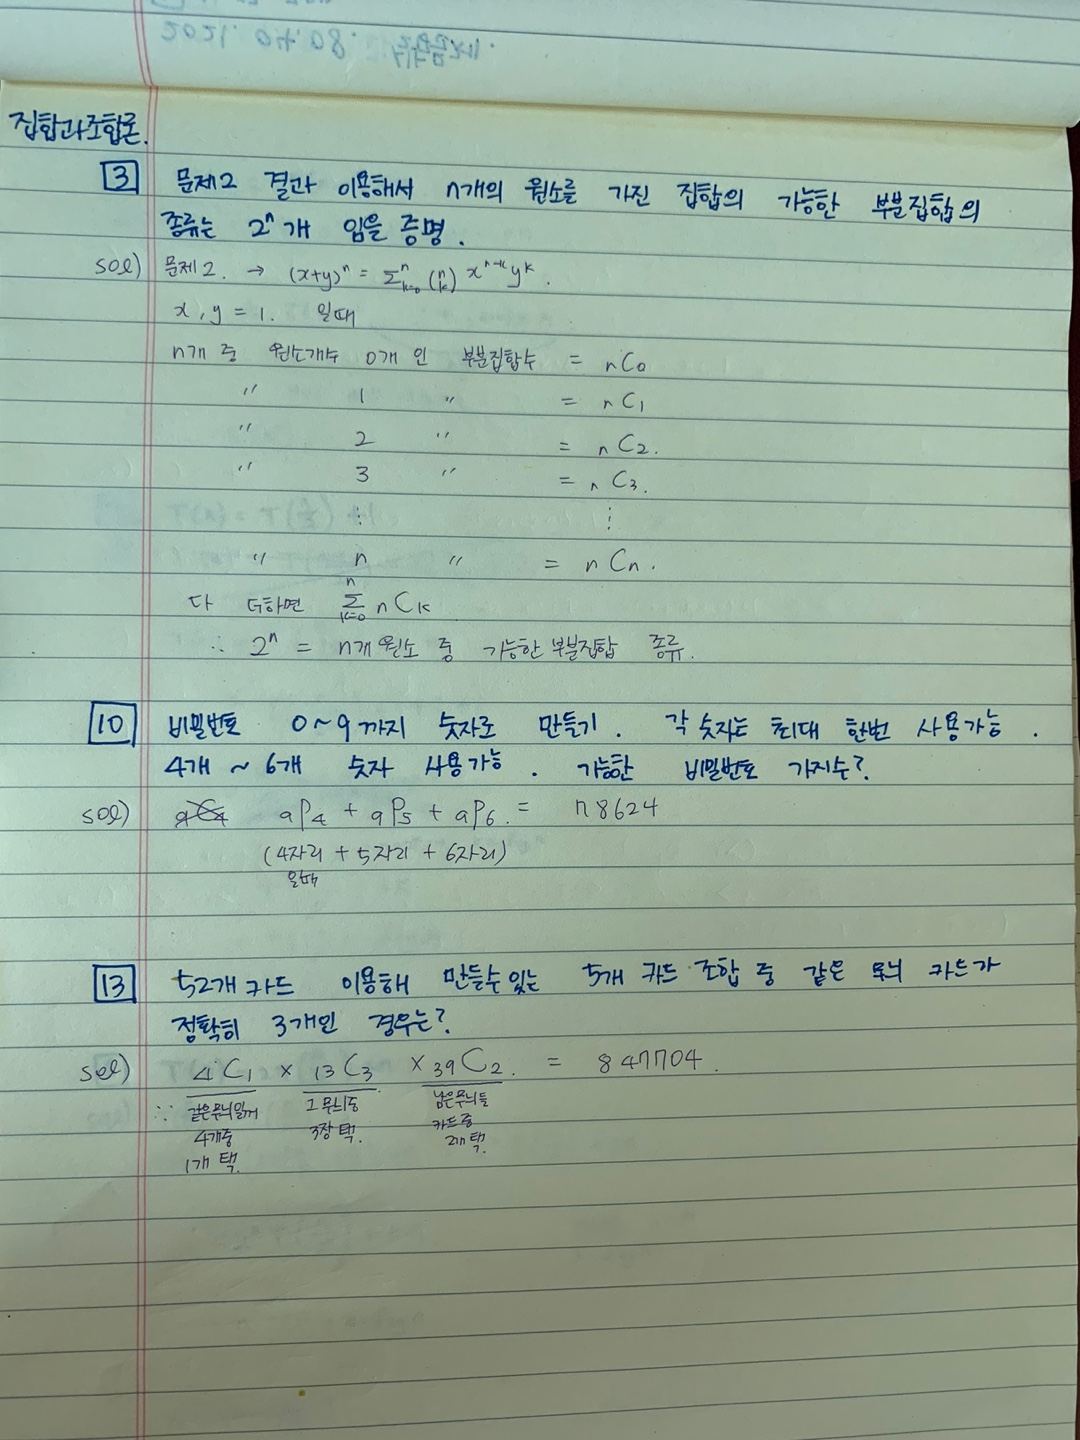 집합과조합론.
3 문제2 결과 이용해서 n개의 원소를 가진 집합의 가능한 부분집합의
종류는 2ⁿ개 임을 증명.
sol) 문제2. → (x+y)ⁿ = Σⁿₖ₌₀ (ⁿₖ) xⁿ⁻ᵏyᵏ.
x, y = 1. 일때
n개 중 원소개수 0개 인 부분집합수 = nC₀
〃 1 〃 = nC₁
〃 2 〃 = nC₂.
〃 3 〃 = nC₃.
⋮ ⋮
〃 n 〃 = nCn.
다 더하면 Σⁿₖ₌₀ nCₖ
∴ 2ⁿ = n개 원소 중 가능한 부분집합 종류.
10 비밀번호 0~9까지 숫자로 만들기. 각 숫자는 최대 한번 사용가능.
4개 ~ 6개 숫자 사용가능. 가능한 비밀번호 가지수?
sol) 9P₄ + 9P₅ + 9P₆. = 78624
(4자리 + 5자리 + 6자리)
일때
13 52개 카드 이용해 만들수있는 5개 카드 조합 중 같은 무늬 카드가
정확히 3개인 경우는?
sol) 4C₁ × 13C₃ × 39C₂. = 847704.
∵ 같은무늬일거 그 무늬중 남은무늬들
4개중 3장 택. 카드중
1개 택. 2개 택.